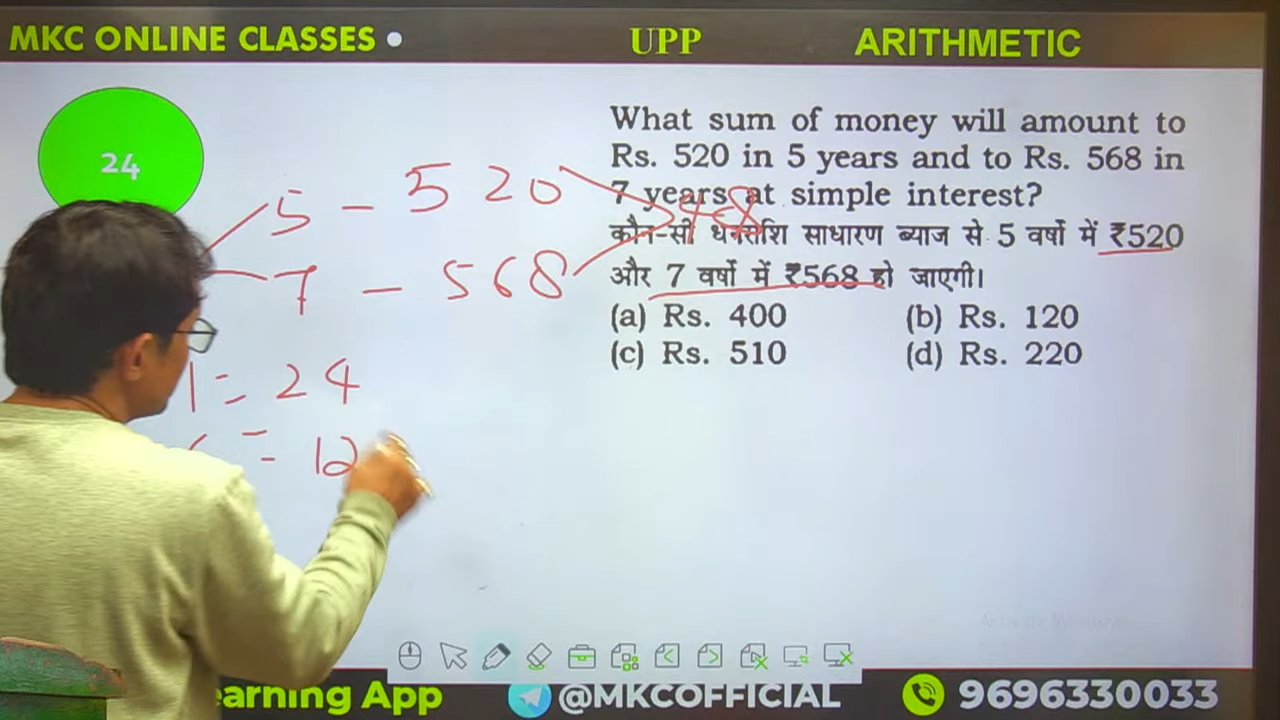 MKC ONLINE CLASSES UPP ARITHMETIC
24
What sum of money will amount to
Rs. 520 in 5 years and to Rs. 568 in
7 years at simple interest?
कौन-सी धनराशि साधारण ब्याज से 5 वर्षो में ₹520
और 7 वर्षो में ₹568 हो जाएगी।
(a) Rs. 400 (b) Rs. 120
(c) Rs. 510 (d) Rs. 220
5 - 520
48
7 - 568
1 = 24
= 12
earning App @MKCOFFICIAL 9696330033